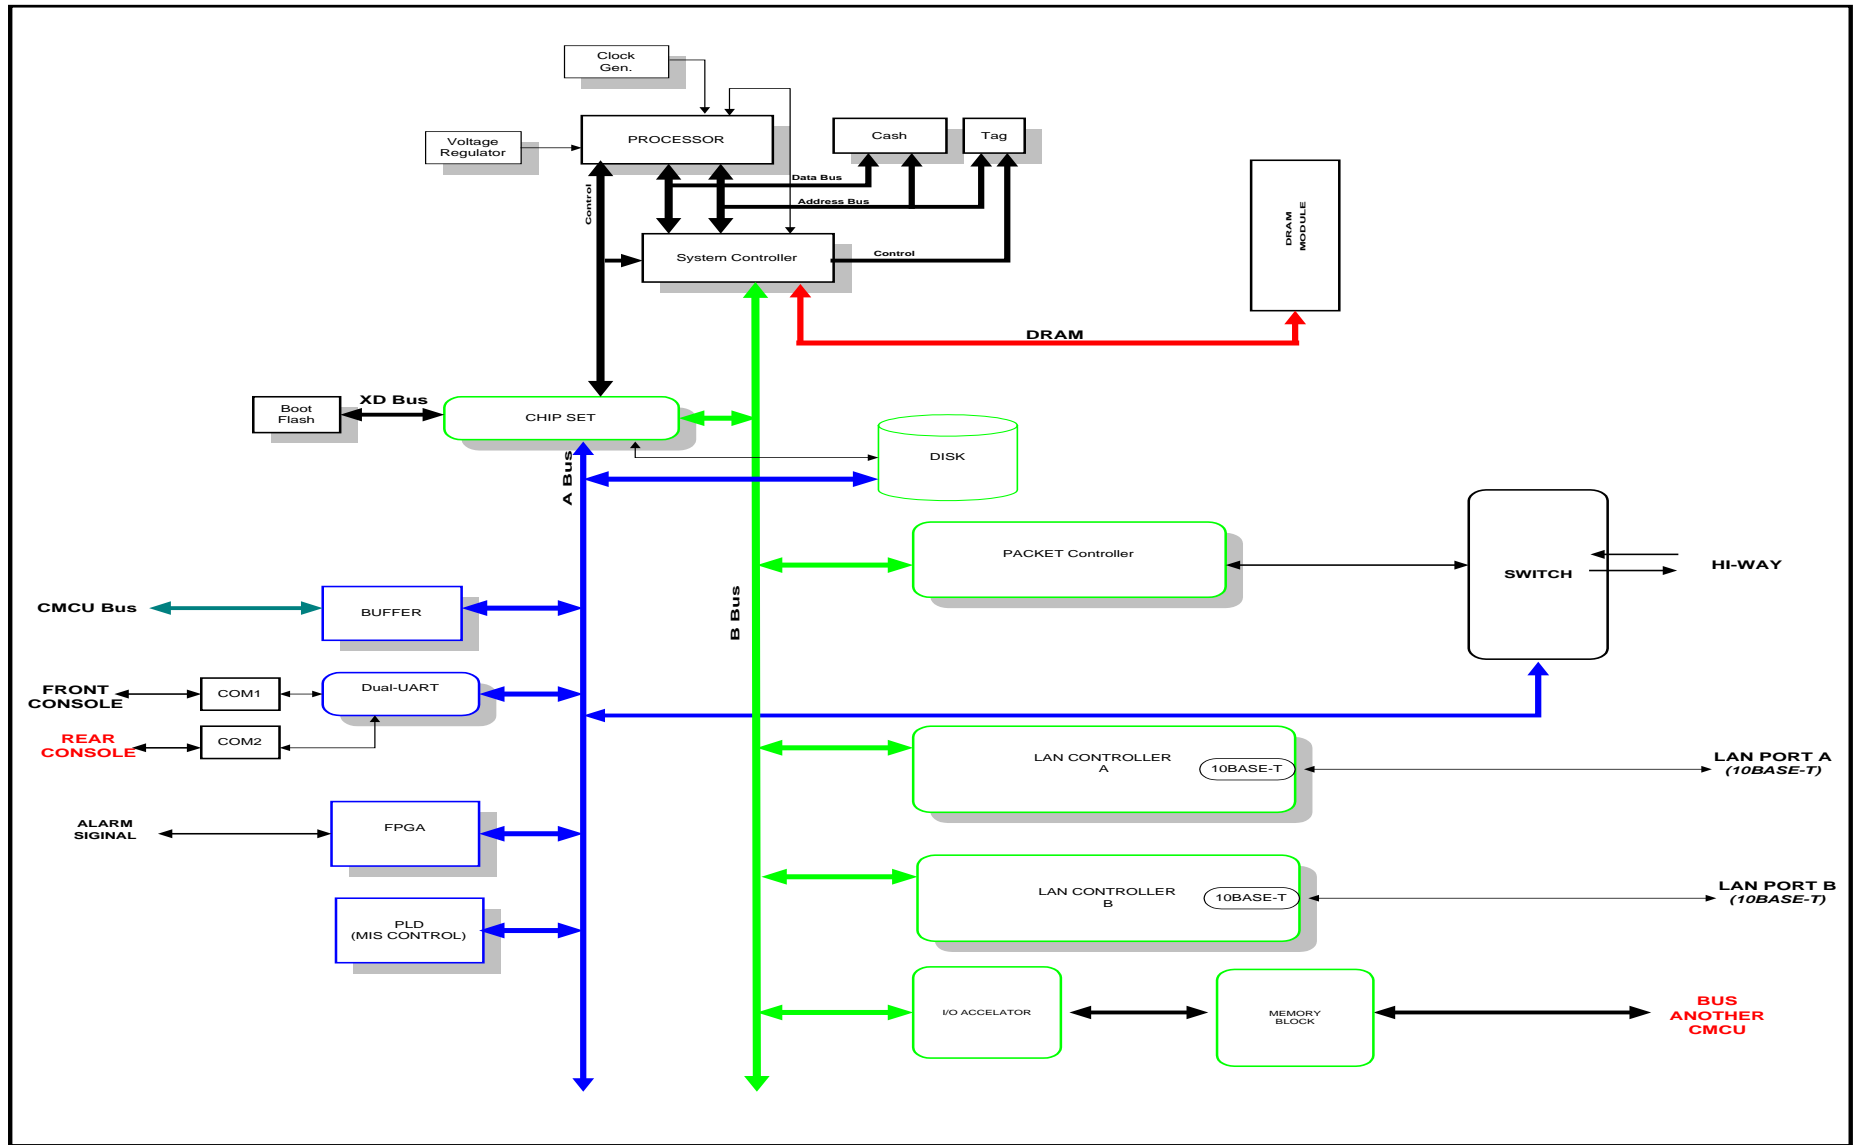 Clock
Gen.
PROCESSOR
Voltage
Regulator
Cash
Tag
Data Bus
Address Bus
Control
System Controller
Control
DRAM
MODULE
DRAM
Boot
Flash
XD Bus
CHIP SET
A Bus
DISK
PACKET Controller
SWITCH
HI-WAY
B Bus
CMCU Bus
BUFFER
FRONT
CONSOLE
COM1
Dual-UART
REAR
CONSOLE
COM2
LAN CONTROLLER
A
10BASE-T
LAN PORT A
(10BASE-T)
ALARM
SIGINAL
FPGA
LAN CONTROLLER
B
10BASE-T
LAN PORT B
(10BASE-T)
PLD
(MIS CONTROL)
I/O ACCELATOR
MEMORY
BLOCK
BUS
ANOTHER
CMCU